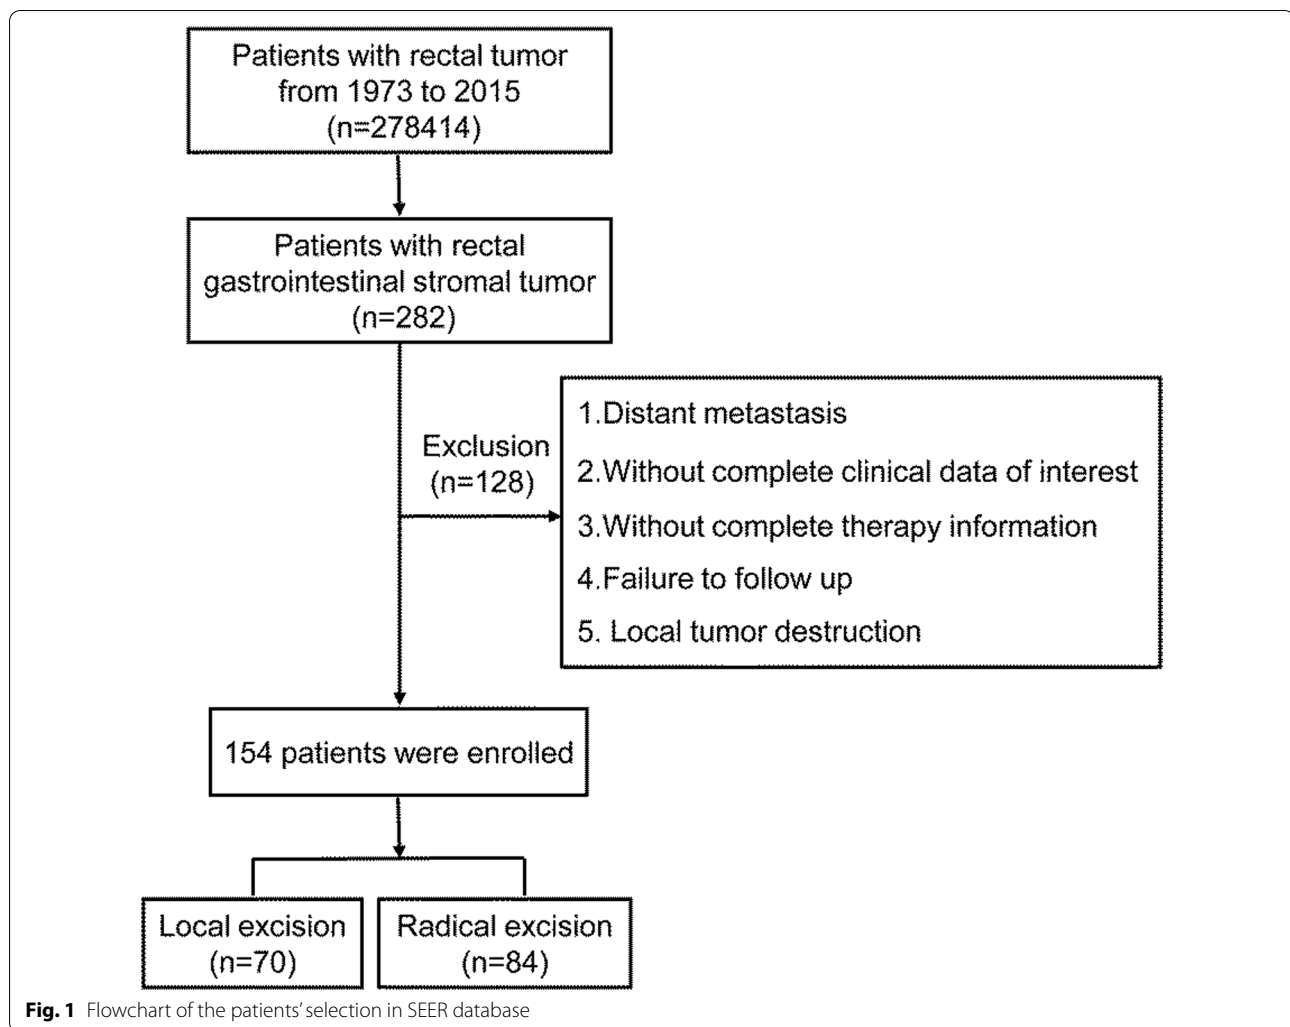 Patients with rectal tumor
from 1973 to 2015
(n=278414)
Patients with rectal
gastrointestinal stromal tumor
(n=282)
Exclusion
(n=128)
1.Distant metastasis
2.Without complete clinical data of interest
3.Without complete therapy information
4.Failure to follow up
5. Local tumor destruction
154 patients were enrolled
Local excision
(n=70)
Radical excision
(n=84)
Fig. 1 Flowchart of the patients' selection in SEER database